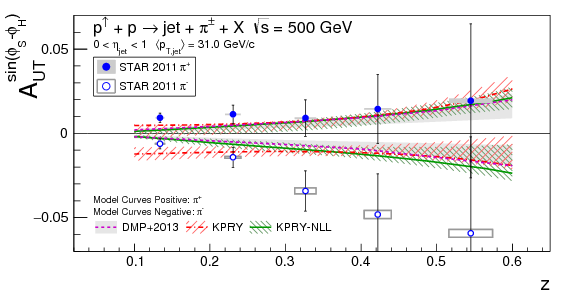 p↑ + p → jet + π± + X √s = 500 GeV
0 < ηjet < 1 ⟨pT,jet⟩ = 31.0 GeV/c
STAR 2011 π+
STAR 2011 π-
AUT sin(ϕS-ϕH)
0.05
0
−0.05
Model Curves Positive: π+
Model Curves Negative: π-
DMP+2013 KPRY KPRY-NLL
0.1 0.2 0.3 0.4 0.5 0.6
z